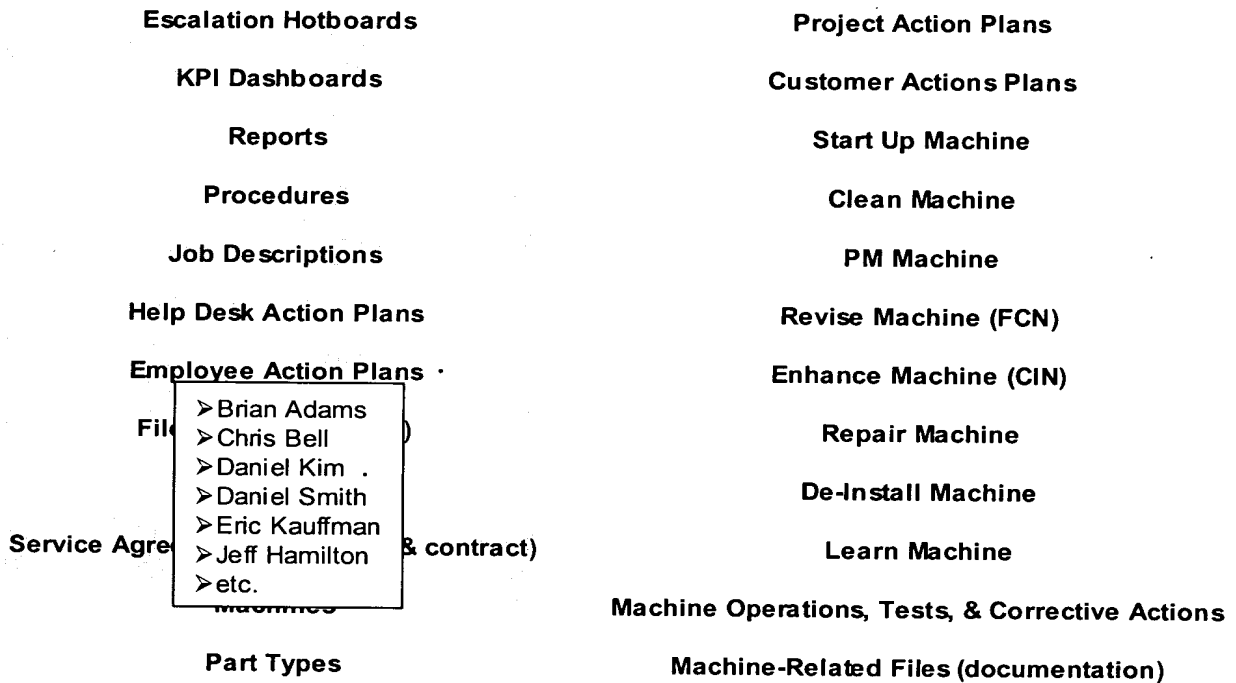 Escalation Hotboards
KPI Dashboards
Reports
Procedures
Job Descriptions
Help Desk Action Plans
Employee Action Plans
➢Brian Adams
➢Chris Bell
➢Daniel Kim
➢Daniel Smith
➢Eric Kauffman
➢Jeff Hamilton
➢etc.
)
Service & contract)
Part Types
Project Action Plans
Customer Actions Plans
Start Up Machine
Clean Machine
PM Machine
Revise Machine (FCN)
Enhance Machine (CIN)
Repair Machine
De-Install Machine
Learn Machine
Machine Operations, Tests, & Corrective Actions
Machine-Related Files (documentation)